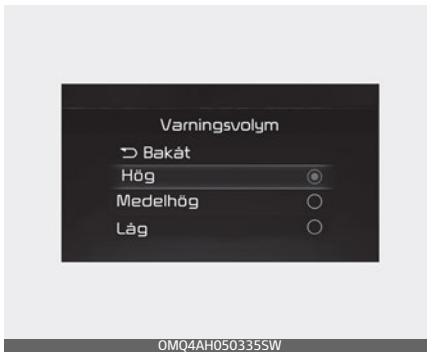 Varningsvolym
⮌ Bakåt
Hög
Medelhög
Låg
OMQ4AH050335SW